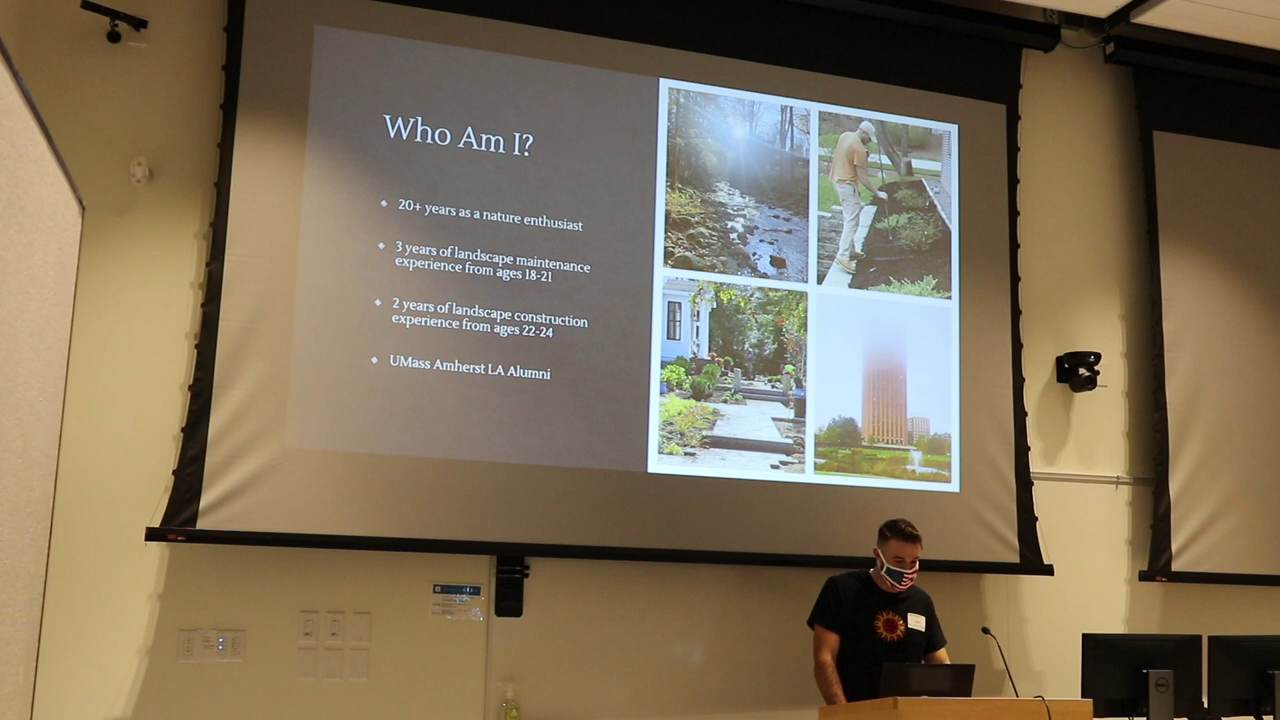 Who Am I?
20+ years as a nature enthusiast
3 years of landscape maintenance
experience from ages 18-21
2 years of landscape construction
experience from ages 22-24
UMass Amherst LA Alumni
DELL